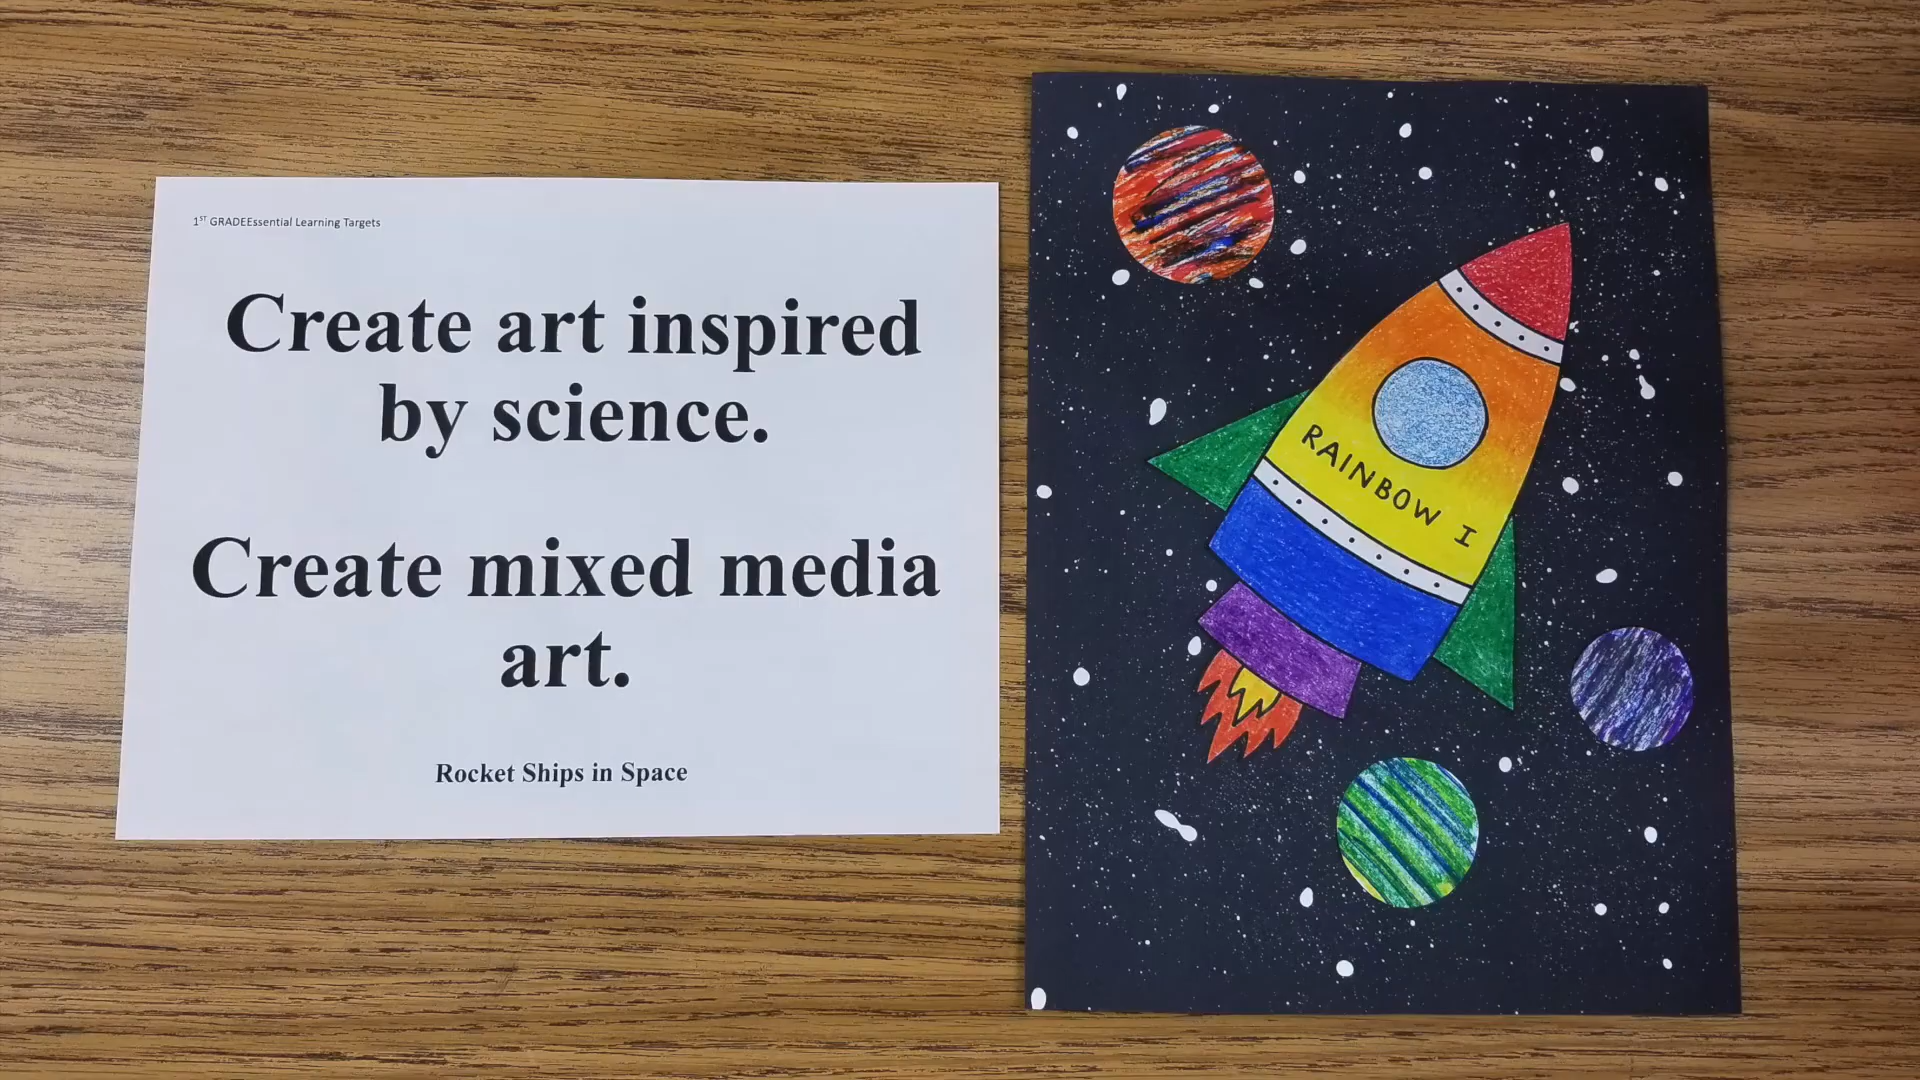 1ST GRADEEssential Learning Targets
Create art inspired
by science.
Create mixed media
art.
Rocket Ships in Space
RAINBOW I